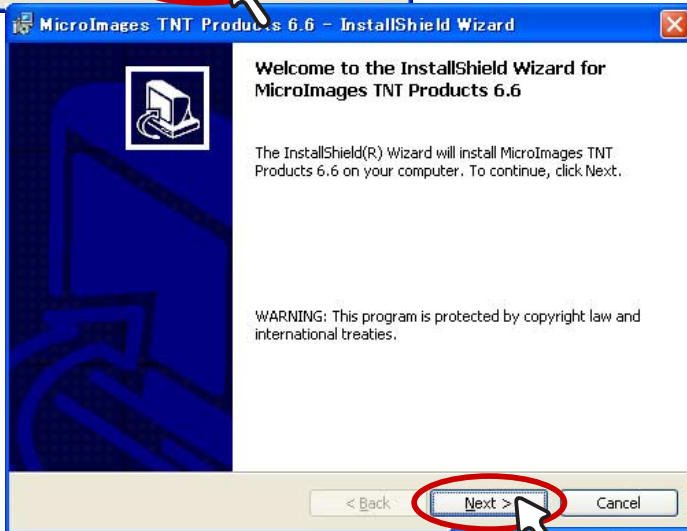 MicroImages TNT Products 6.6 - InstallShield Wizard
Welcome to the InstallShield Wizard for
MicroImages TNT Products 6.6
The InstallShield(R) Wizard will install MicroImages TNT
Products 6.6 on your computer. To continue, click Next.
WARNING: This program is protected by copyright law and
international treaties.
< Back
Next >
Cancel